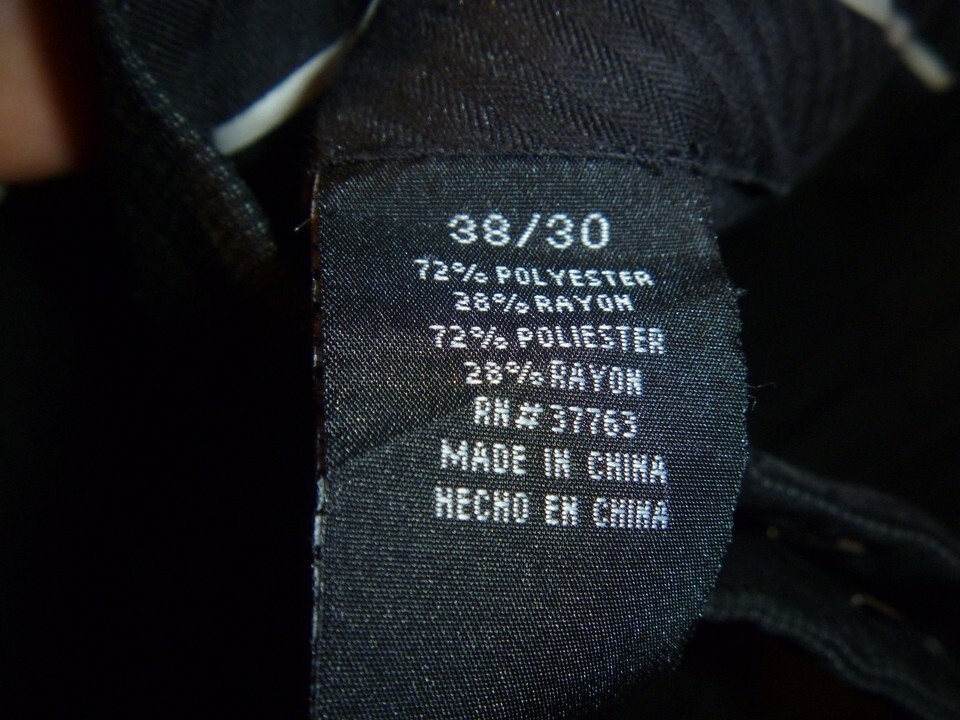 38/30
72% POLYESTER
28% RAYON
72% POLIESTER
28% RAYON
RN# 37763
MADE IN CHINA
HECHO EN CHINA